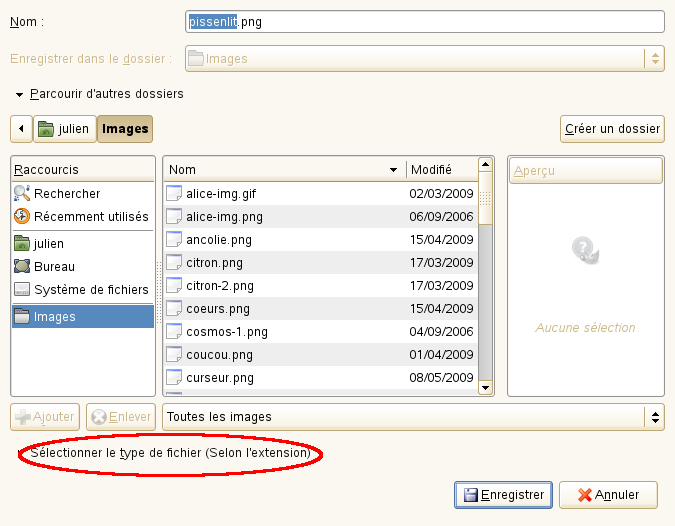 Nom : pissenlit.png
Enregistrer dans le dossier : Images
Parcourir d'autres dossiers
julien Images Créer un dossier
Raccourcis
Rechercher
Récemment utilisés
julien
Bureau
Système de fichiers
Images
Nom Modifié
alice-img.gif 02/03/2009
alice-img.png 06/09/2006
ancolie.png 15/04/2009
citron.png 17/03/2009
citron-2.png 17/03/2009
coeurs.png 15/04/2009
cosmos-1.png 04/09/2006
coucou.png 01/04/2009
curseur.png 08/05/2009
Aperçu
Aucune sélection
Ajouter Enlever Toutes les images
Sélectionner le type de fichier (Selon l'extension)
Enregistrer Annuler